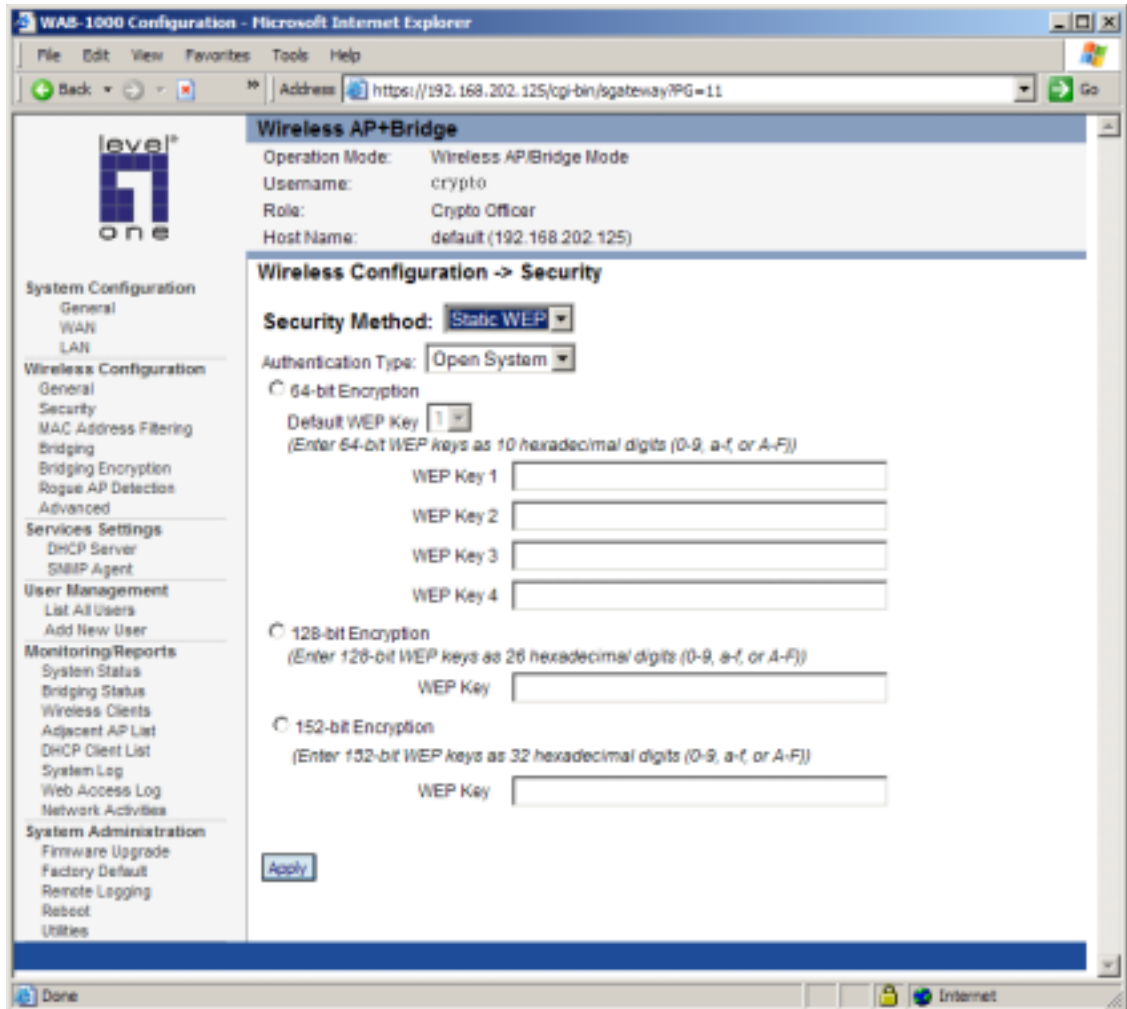 WAB-1000 Configuration - Microsoft Internet Explorer
File Edit View Favorites Tools Help
Back » Address https://192.168.202.125/cgi-bin/sgateway?PG=11 Go
level
one
Wireless AP+Bridge
Operation Mode: Wireless AP/Bridge Mode
Username: crypto
Role: Crypto Officer
Host Name: default (192.168.202.125)
System Configuration
General
WAN
LAN
Wireless Configuration
General
Security
MAC Address Filtering
Bridging
Bridging Encryption
Rogue AP Detection
Advanced
Services Settings
DHCP Server
SNMP Agent
User Management
List All Users
Add New User
Monitoring/Reports
System Status
Bridging Status
Wireless Clients
Adjacent AP List
DHCP Client List
System Log
Web Access Log
Network Activities
System Administration
Firmware Upgrade
Factory Default
Remote Logging
Reboot
Utilities
Wireless Configuration -> Security
Security Method: Static WEP
Authentication Type: Open System
64-bit Encryption
Default WEP Key 1
(Enter 64-bit WEP keys as 10 hexadecimal digits (0-9, a-f, or A-F))
WEP Key 1
WEP Key 2
WEP Key 3
WEP Key 4
128-bit Encryption
(Enter 128-bit WEP keys as 26 hexadecimal digits (0-9, a-f, or A-F))
WEP Key
152-bit Encryption
(Enter 152-bit WEP keys as 32 hexadecimal digits (0-9, a-f, or A-F))
WEP Key
Apply
Done Internet